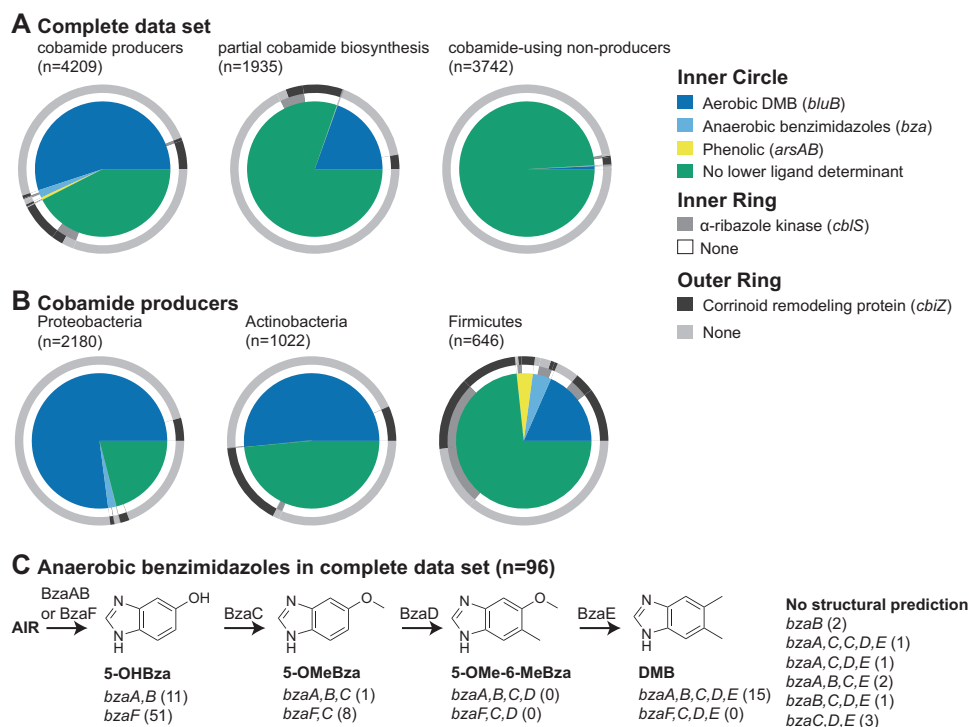 A Complete data set
cobamide producers
(n=4209)
partial cobamide biosynthesis
(n=1935)
cobamide-using non-producers
(n=3742)
Inner Circle
Aerobic DMB (bluB)
Anaerobic benzimidazoles (bza)
Phenolic (arsAB)
No lower ligand determinant
Inner Ring
α-ribazole kinase (cblS)
None
Outer Ring
Corrinoid remodeling protein (cbiZ)
None
B Cobamide producers
Proteobacteria
(n=2180)
Actinobacteria
(n=1022)
Firmicutes
(n=646)
C Anaerobic benzimidazoles in complete data set (n=96)
AIR
BzaAB
or BzaF
N
N
H
OH
5-OHBza
bzaA,B (11)
bzaF (51)
BzaC
N
N
H
O
5-OMeBza
bzaA,B,C (1)
bzaF,C (8)
BzaD
N
N
H
O
5-OMe-6-MeBza
bzaA,B,C,D (0)
bzaF,C,D (0)
BzaE
N
N
H
DMB
bzaA,B,C,D,E (15)
bzaF,C,D,E (0)
No structural prediction
bzaB (2)
bzaA,C,C,D,E (1)
bzaA,C,D,E (1)
bzaA,B,C,E (2)
bzaB,C,D,E (1)
bzaC,D,E (3)